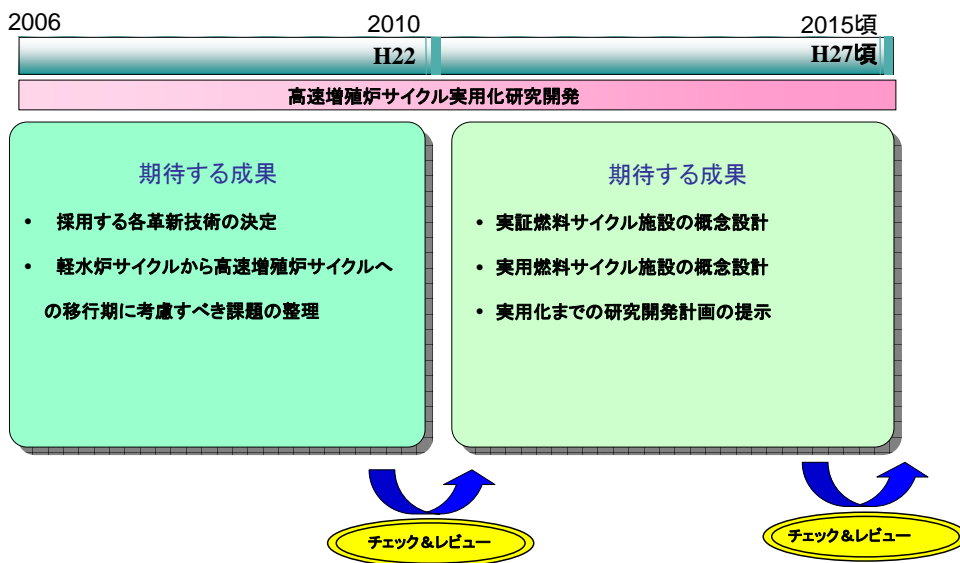 2006 2010 2015頃
H22 H27頃
高速増殖炉サイクル実用化研究開発
期待する成果
• 採用する各革新技術の決定
• 軽水炉サイクルから高速増殖炉サイクルへ
の移行期に考慮すべき課題の整理
期待する成果
• 実証燃料サイクル施設の概念設計
• 実用燃料サイクル施設の概念設計
• 実用化までの研究開発計画の提示
チェック&レビュー
チェック&レビュー